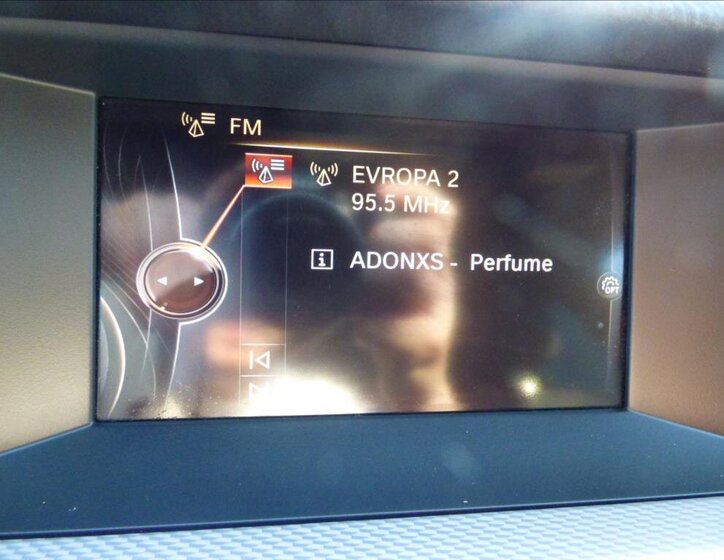 FM
EVROPA 2
95.5 MHz
ADONXS - Perfume
OPT